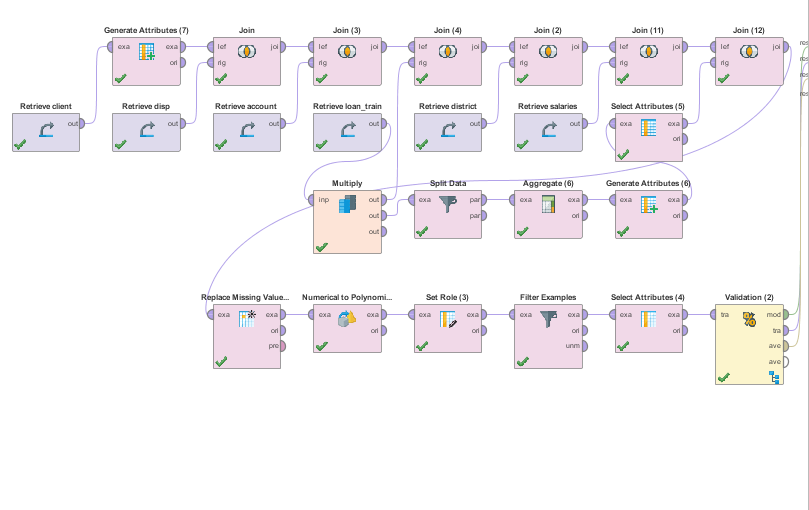 Generate Attributes (7)
Join
Join (3)
Join (4)
Join (2)
Join (11)
Join (12)
exa exa
ori
lef joi
rig
lef joi
rig
lef joi
rig
lef joi
rig
lef joi
rig
lef joi
rig
res
res
res
res
Retrieve client
Retrieve disp
Retrieve account
Retrieve loan_train
Retrieve district
Retrieve salaries
Select Attributes (5)
out
out
out
out
out
out
exa exa
ori
Multiply
Split Data
Aggregate (6)
Generate Attributes (6)
inp out
out
out
exa par
par
exa exa
ori
exa exa
ori
Replace Missing Value...
Numerical to Polynomi...
Set Role (3)
Filter Examples
Select Attributes (4)
Validation (2)
exa exa
ori
pre
exa exa
ori
exa exa
ori
exa exa
ori
unm
exa exa
ori
tra mod
tra
ave
ave